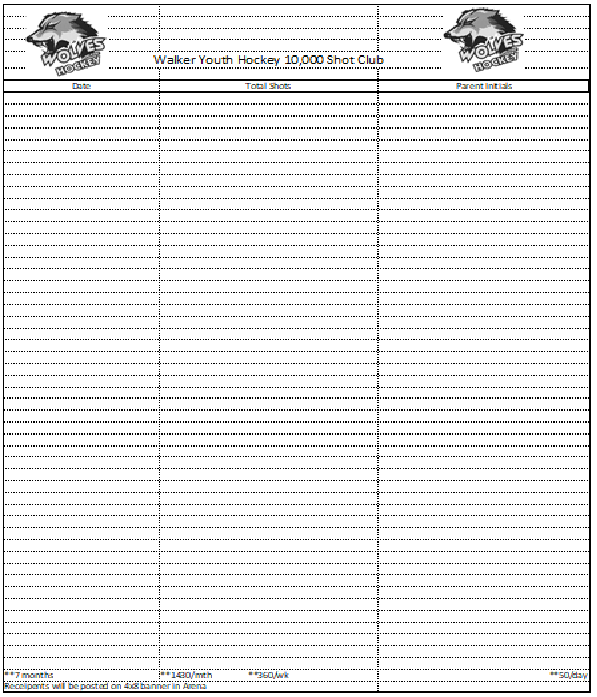 WOLVES
HOCKEY
WOLVES
HOCKEY
Walker Youth Hockey 10,000 Shot Club
Date Total Shots Parent Initials
**7 months **1430/mth **360/wk **50/day
Receipents will be posted on 4x8 banner in Arena